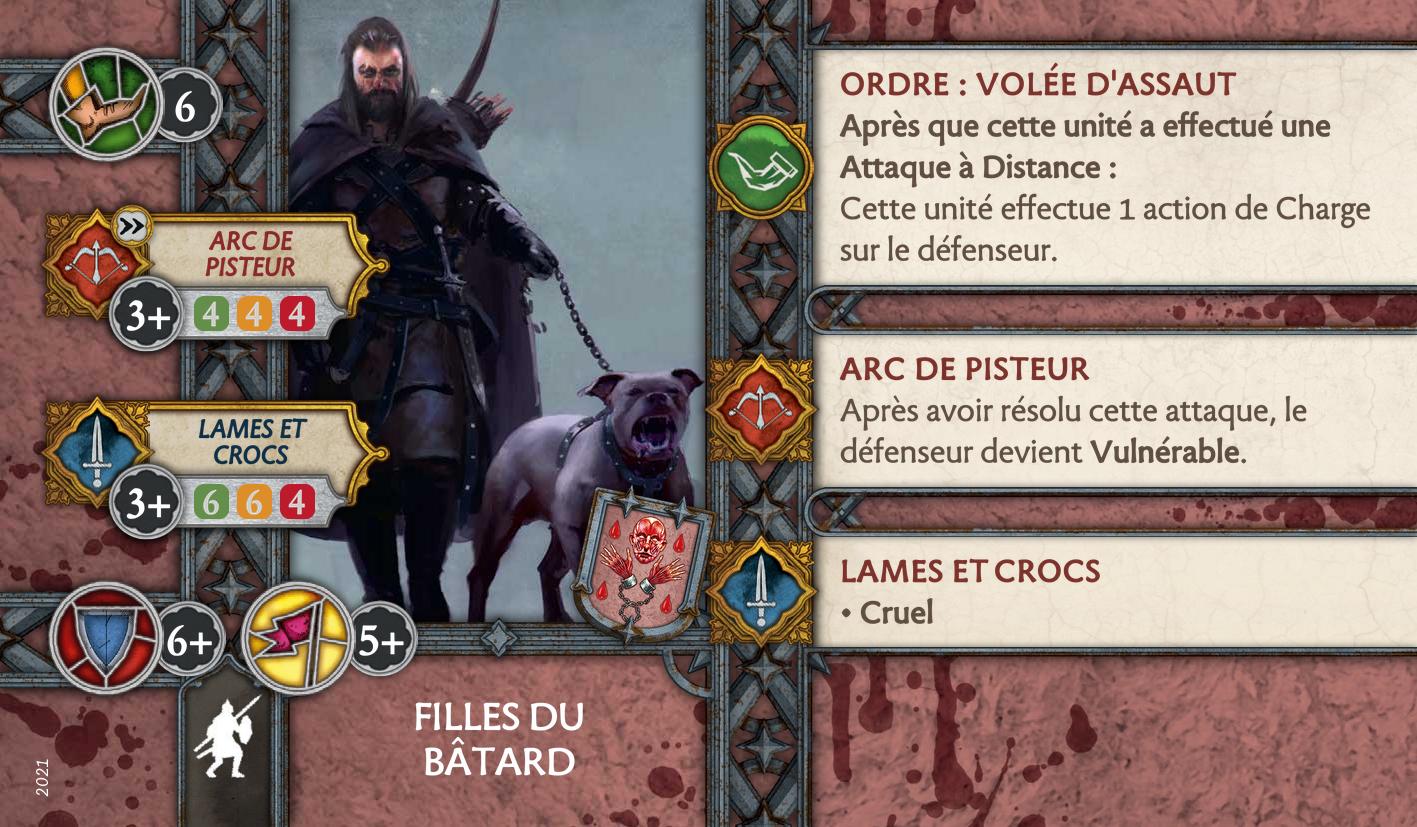 6
ARC DE
PISTEUR
3+ 4 4 4
LAMES ET
CROCS
3+ 6 6 4
6+ 5+
FILLES DU
BÂTARD
2021
ORDRE : VOLÉE D'ASSAUT
Après que cette unité a effectué une
Attaque à Distance :
Cette unité effectue 1 action de Charge
sur le défenseur.
ARC DE PISTEUR
Après avoir résolu cette attaque, le
défenseur devient Vulnérable.
LAMES ET CROCS
• Cruel